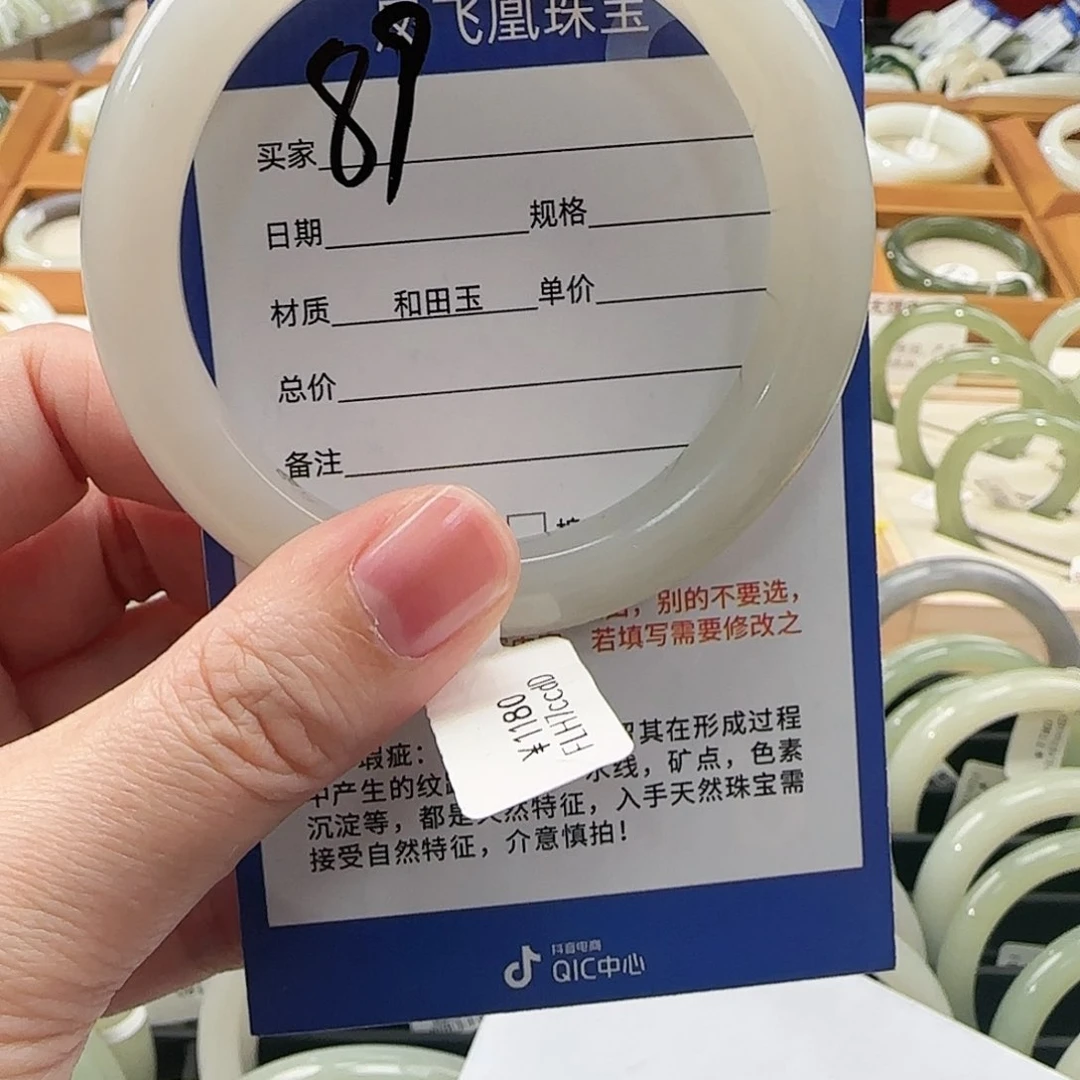 飞凰珠宝
89
买家
日期 规格
材质 和田玉 单价
总价
备注
，别的不要选，
若填写需要修改之
¥1180
FLH7ccdD
瑕疵： 其在形成过程
中产生的纹 水线，矿点，色素
沉淀等，都是天然特征，入手天然珠宝需
接受自然特征，介意慎拍！
抖音电商
QIC中心